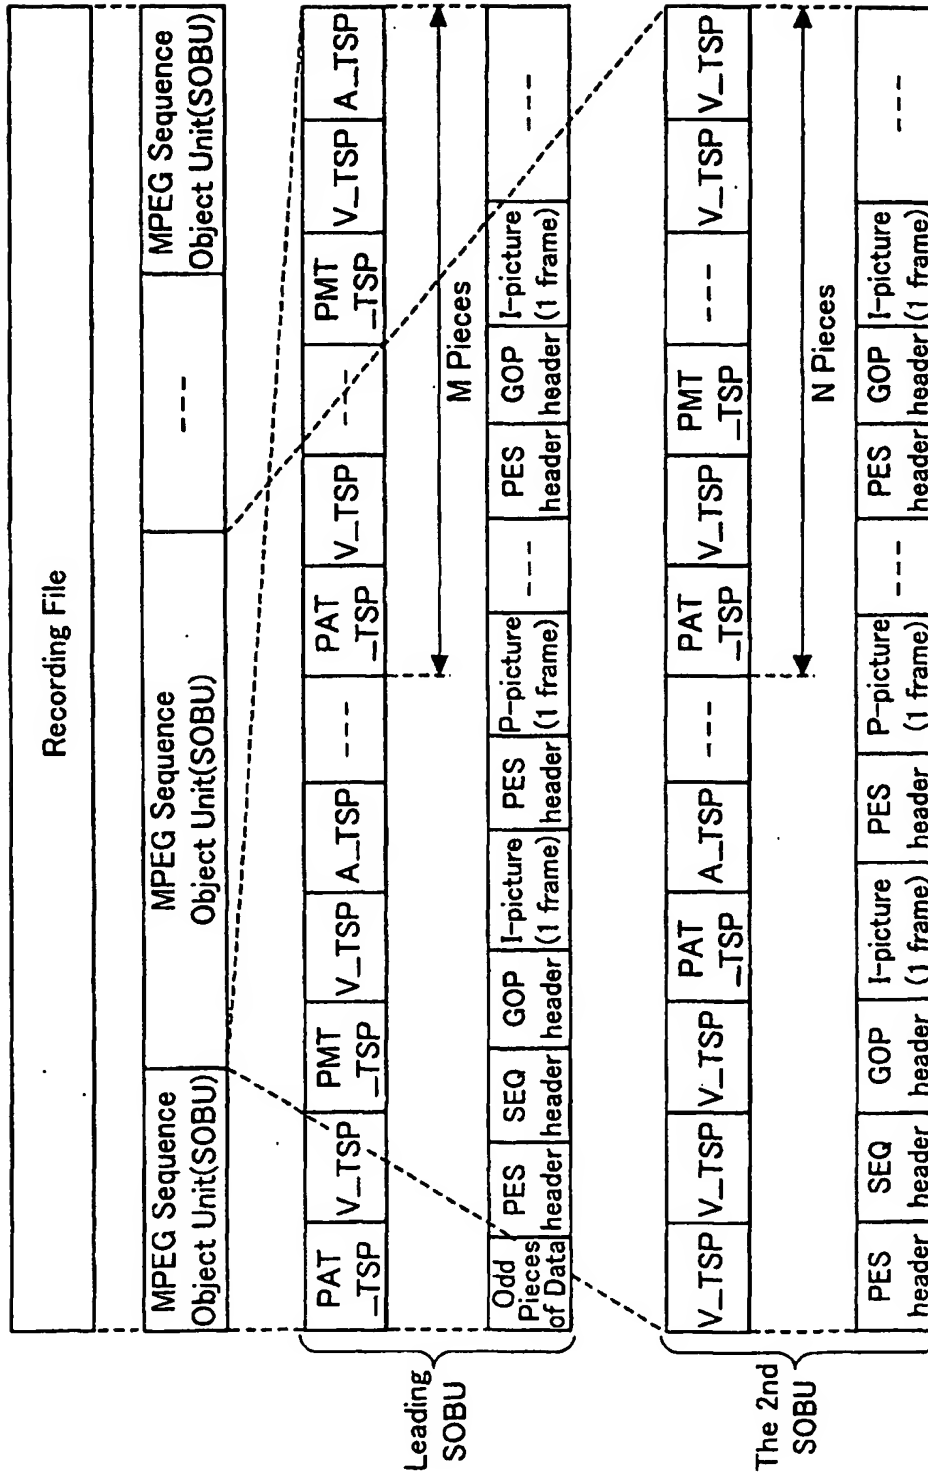 Recording File
MPEG Sequence
Object Unit(SOBU)
MPEG Sequence
Object Unit(SOBU)
---
MPEG Sequence
Object Unit(SOBU)
Leading
SOBU
PAT
_TSP
V_TSP
PMT
_TSP
V_TSP
A_TSP
---
PAT
_TSP
V_TSP
---
PMT
_TSP
V_TSP
A_TSP
M Pieces
Odd
Pieces
of Data
PES
header
SEQ
header
GOP
header
I-picture
(1 frame)
PES
header
P-picture
(1 frame)
---
PES
header
GOP
header
I-picture
(1 frame)
---
The 2nd
SOBU
V_TSP
V_TSP
V_TSP
PAT
_TSP
A_TSP
---
PAT
_TSP
V_TSP
PMT
_TSP
---
V_TSP
V_TSP
N Pieces
PES
header
SEQ
header
GOP
header
I-picture
(1 frame)
PES
header
P-picture
(1 frame)
---
PES
header
GOP
header
I-picture
(1 frame)
---